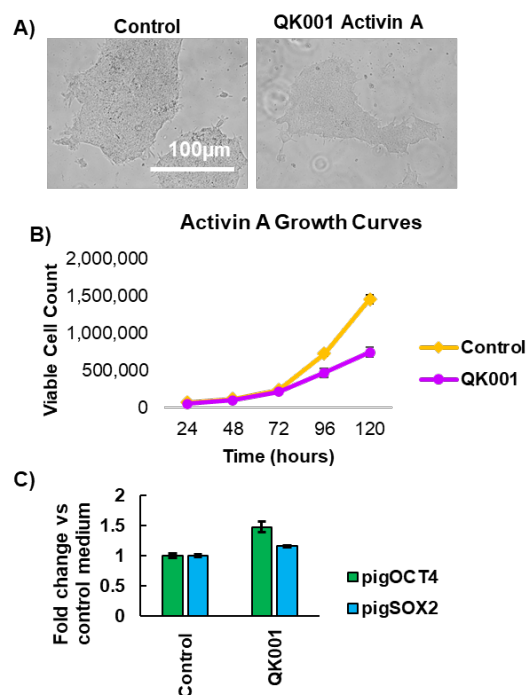 A)
Control
QK001 Activin A
100µm
B)
Activin A Growth Curves
Viable Cell Count
2,000,000
1,500,000
1,000,000
500,000
0
24 48 72 96 120
Time (hours)
Control
QK001
C)
Fold change vs
control medium
2
1.5
1
0.5
0
Control
QK001
pigOCT4
pigSOX2